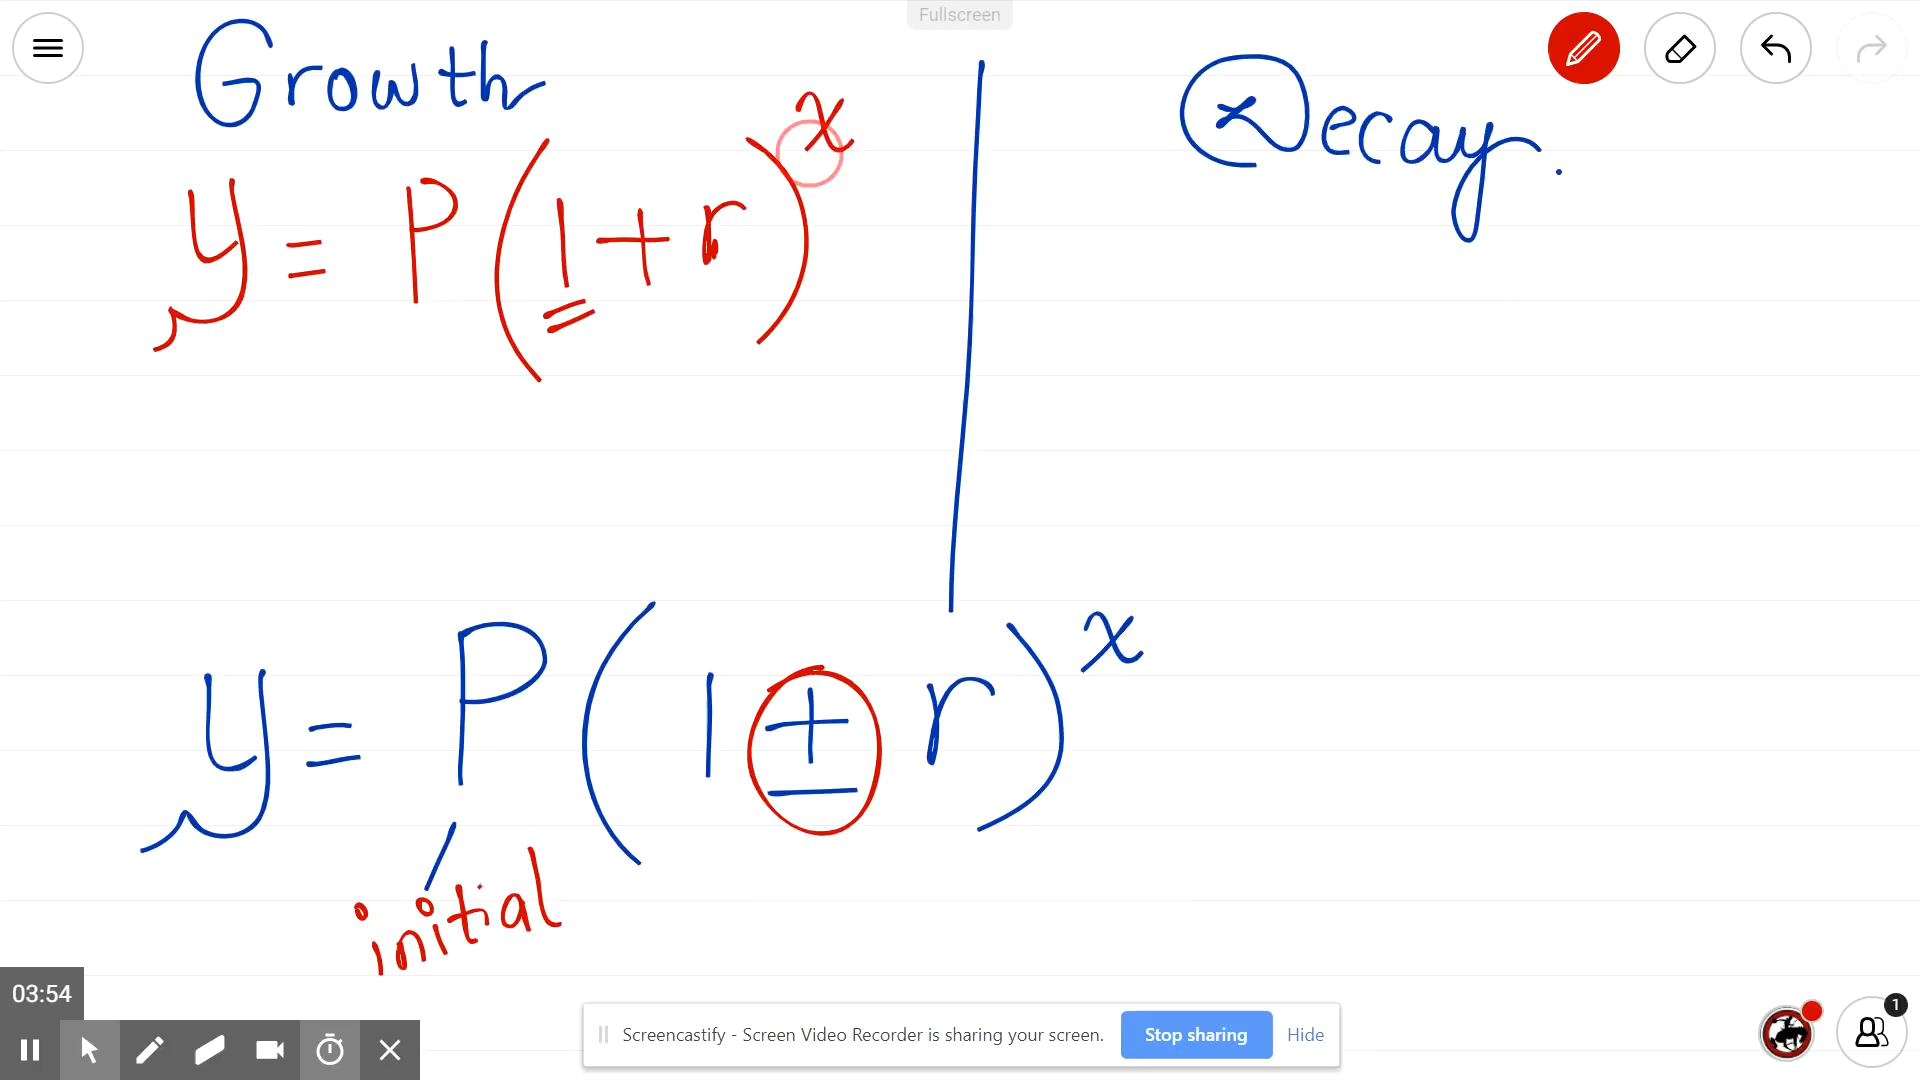 Fullscreen
Growth
y = P(1+r)^x
Decay.
y = P(1±r)^x
initial
03:54
Screencastify - Screen Video Recorder is sharing your screen. Stop sharing Hide
1